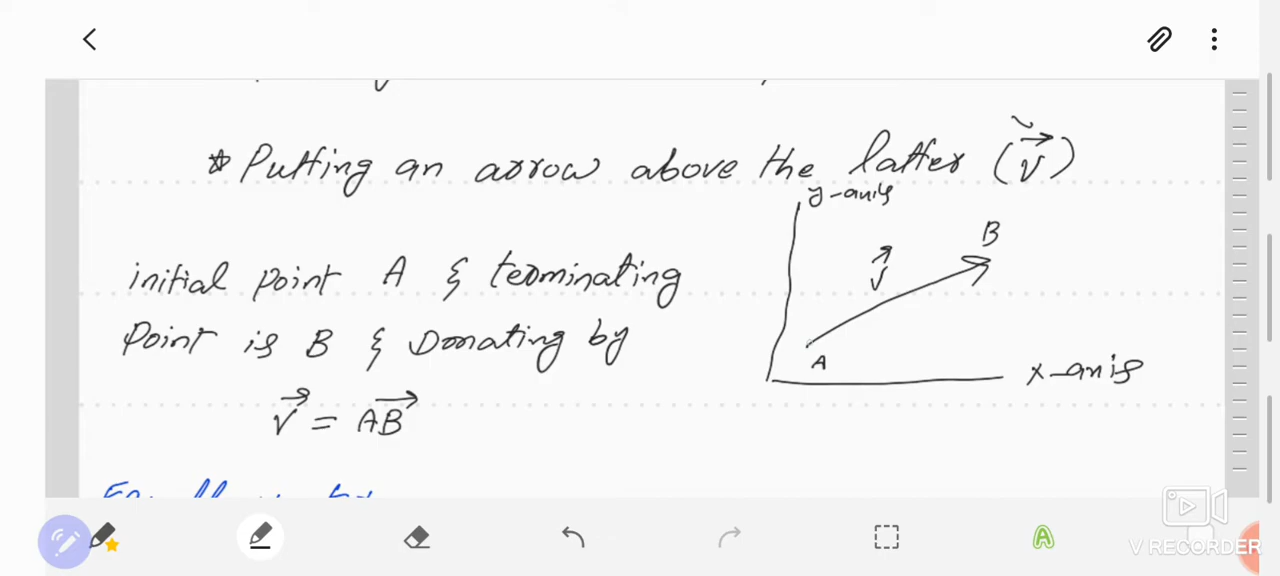 * Putting an arrow above the latter (v⃗)
y-axis
B
v⃗
initial point A & terminating
point is B & Donating by
A
x-axis
v⃗ = AB⃗
V RECORDER